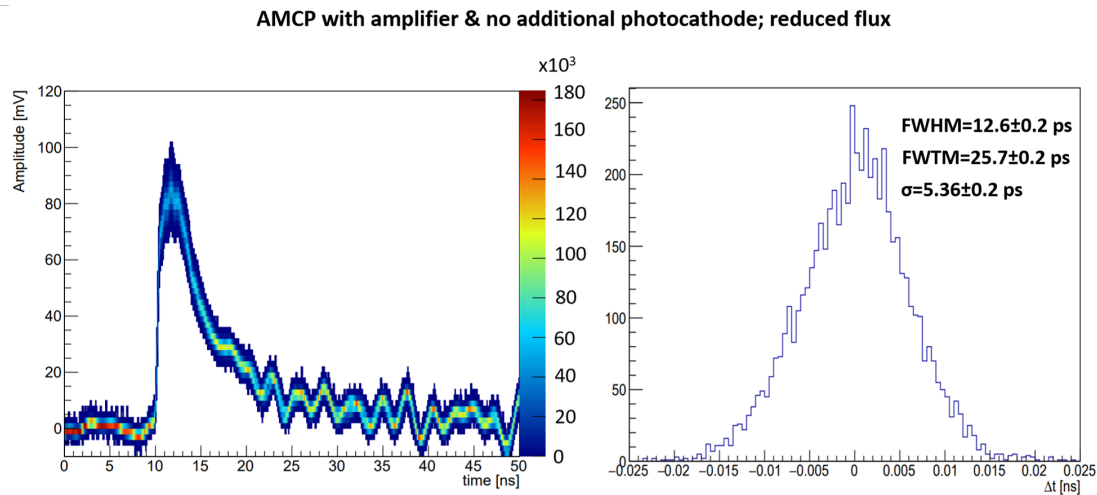 AMCP with amplifier & no additional photocathode; reduced flux
x10³
Amplitude [mV]
120
100
80
60
40
20
0
0 5 10 15 20 25 30 35 40 45 50
time [ns]
180
160
140
120
100
80
60
40
20
0
250
200
150
100
50
0
FWHM=12.6±0.2 ps
FWTM=25.7±0.2 ps
σ=5.36±0.2 ps
−0.025 −0.02 −0.015 −0.01 −0.005 0 0.005 0.01 0.015 0.02 0.025
Δt [ns]